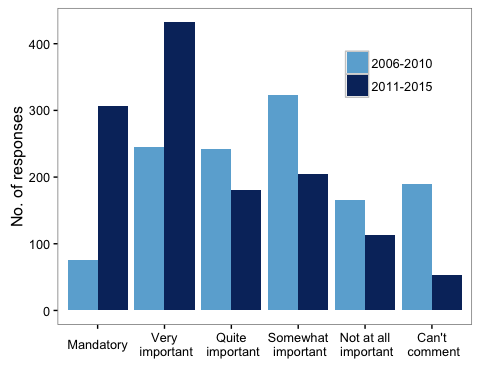 No. of responses
400
300
200
100
0
2006-2010
2011-2015
Mandatory
Very
important
Quite
important
Somewhat
important
Not at all
important
Can't
comment